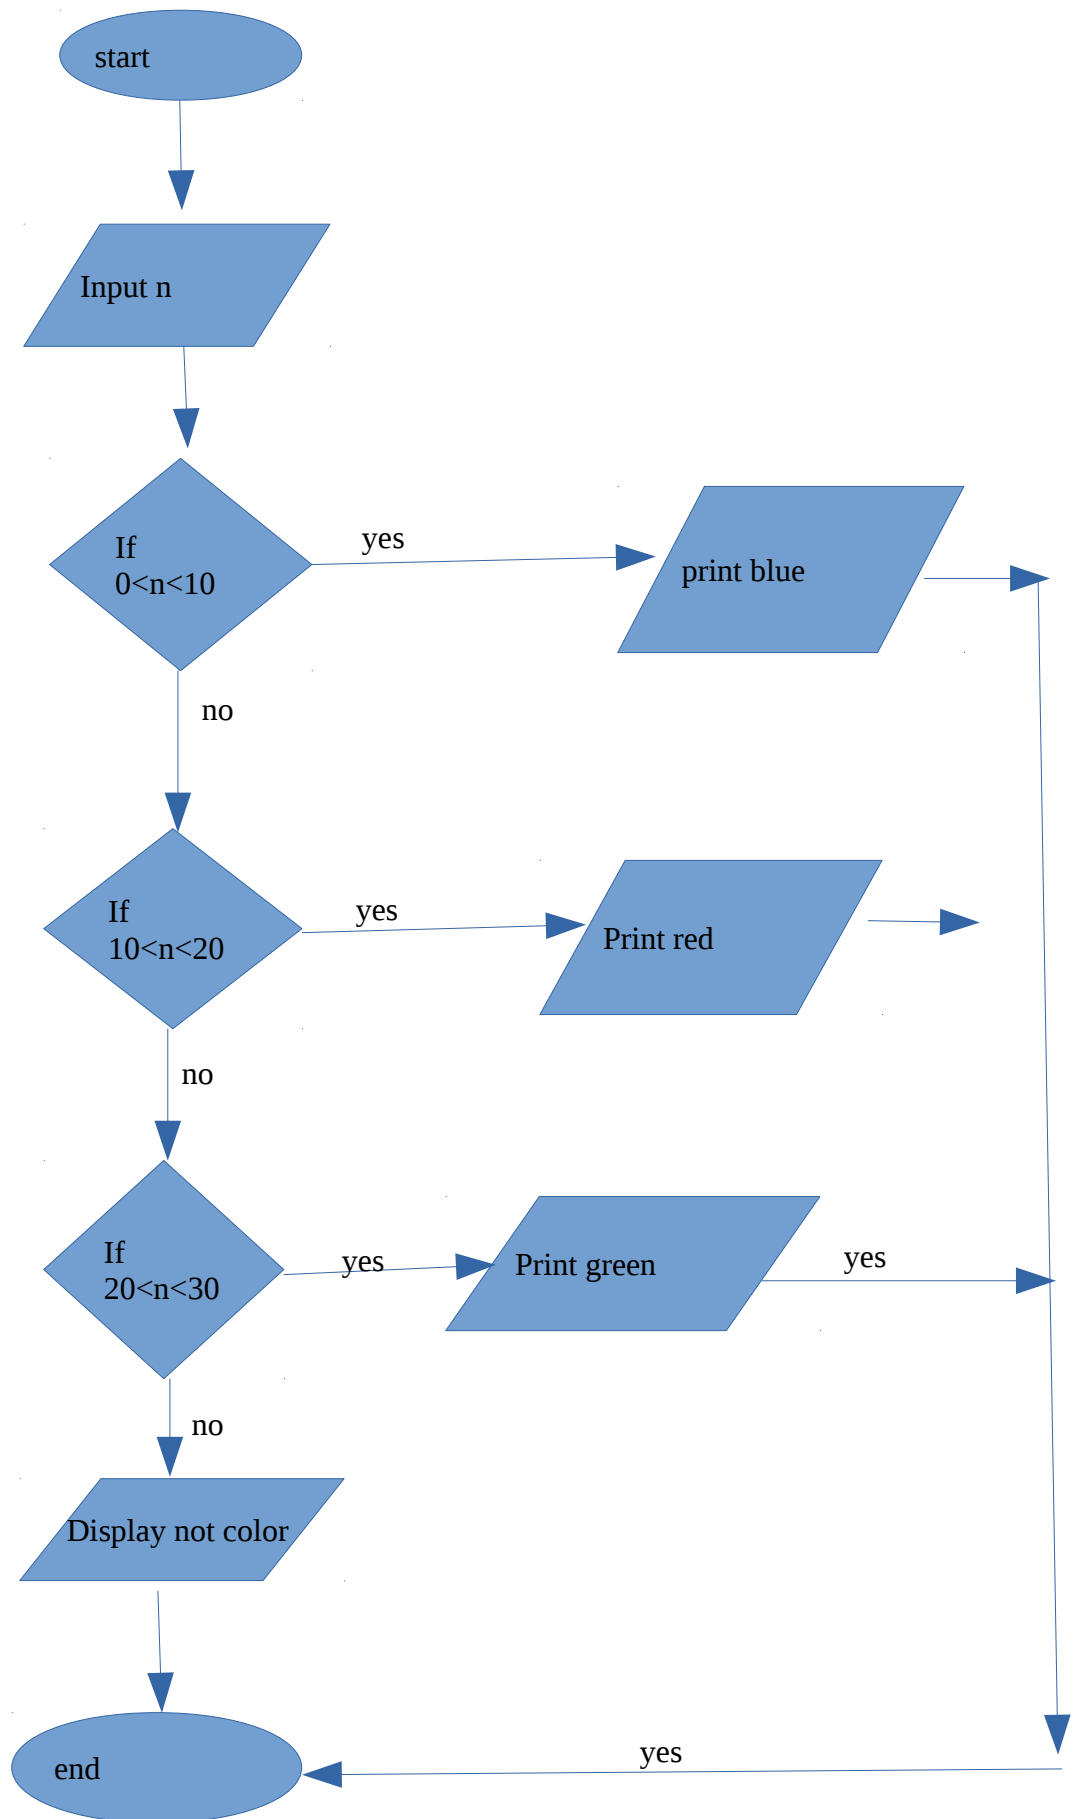 start
Input n
If
0<n<10
yes
print blue
no
If
10<n<20
yes
Print red
no
If
20<n<30
yes
Print green
yes
no
Display not color
end
yes